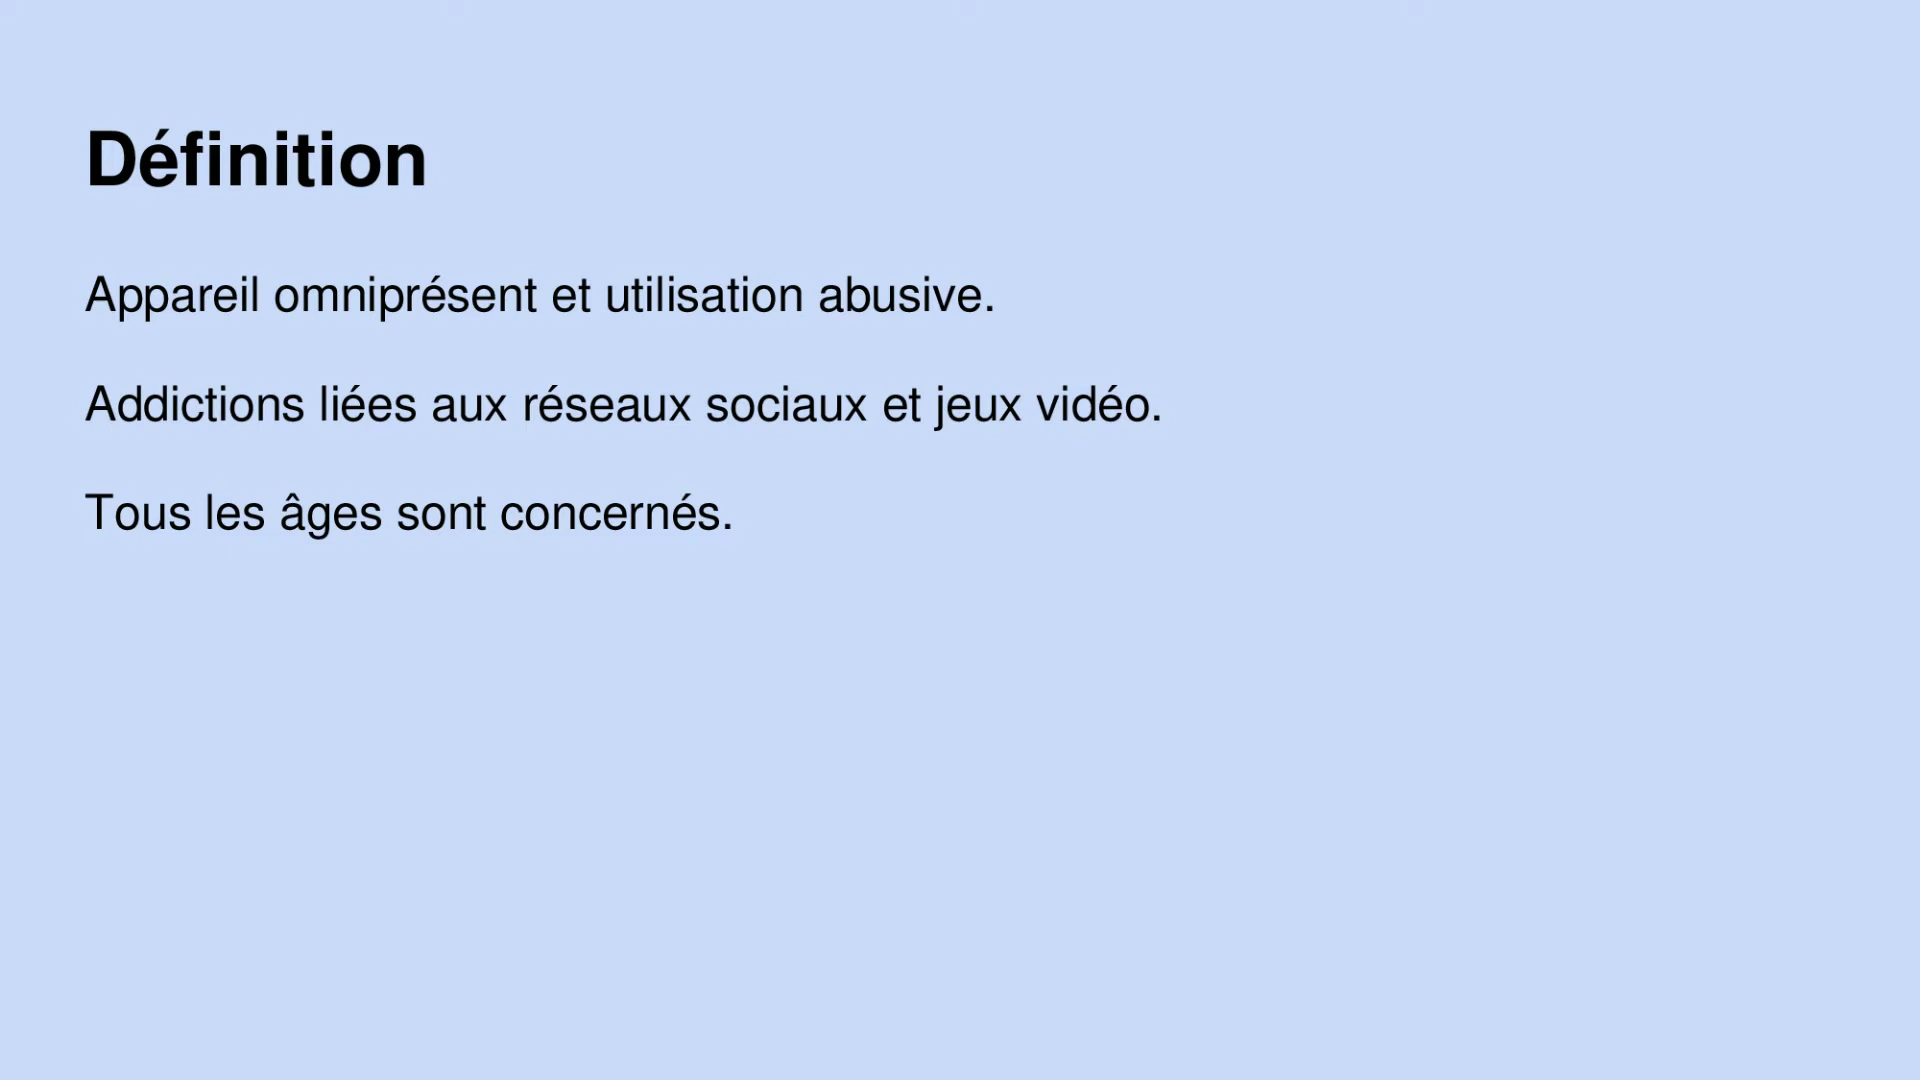 Définition
Appareil omniprésent et utilisation abusive.
Addictions liées aux réseaux sociaux et jeux vidéo.
Tous les âges sont concernés.